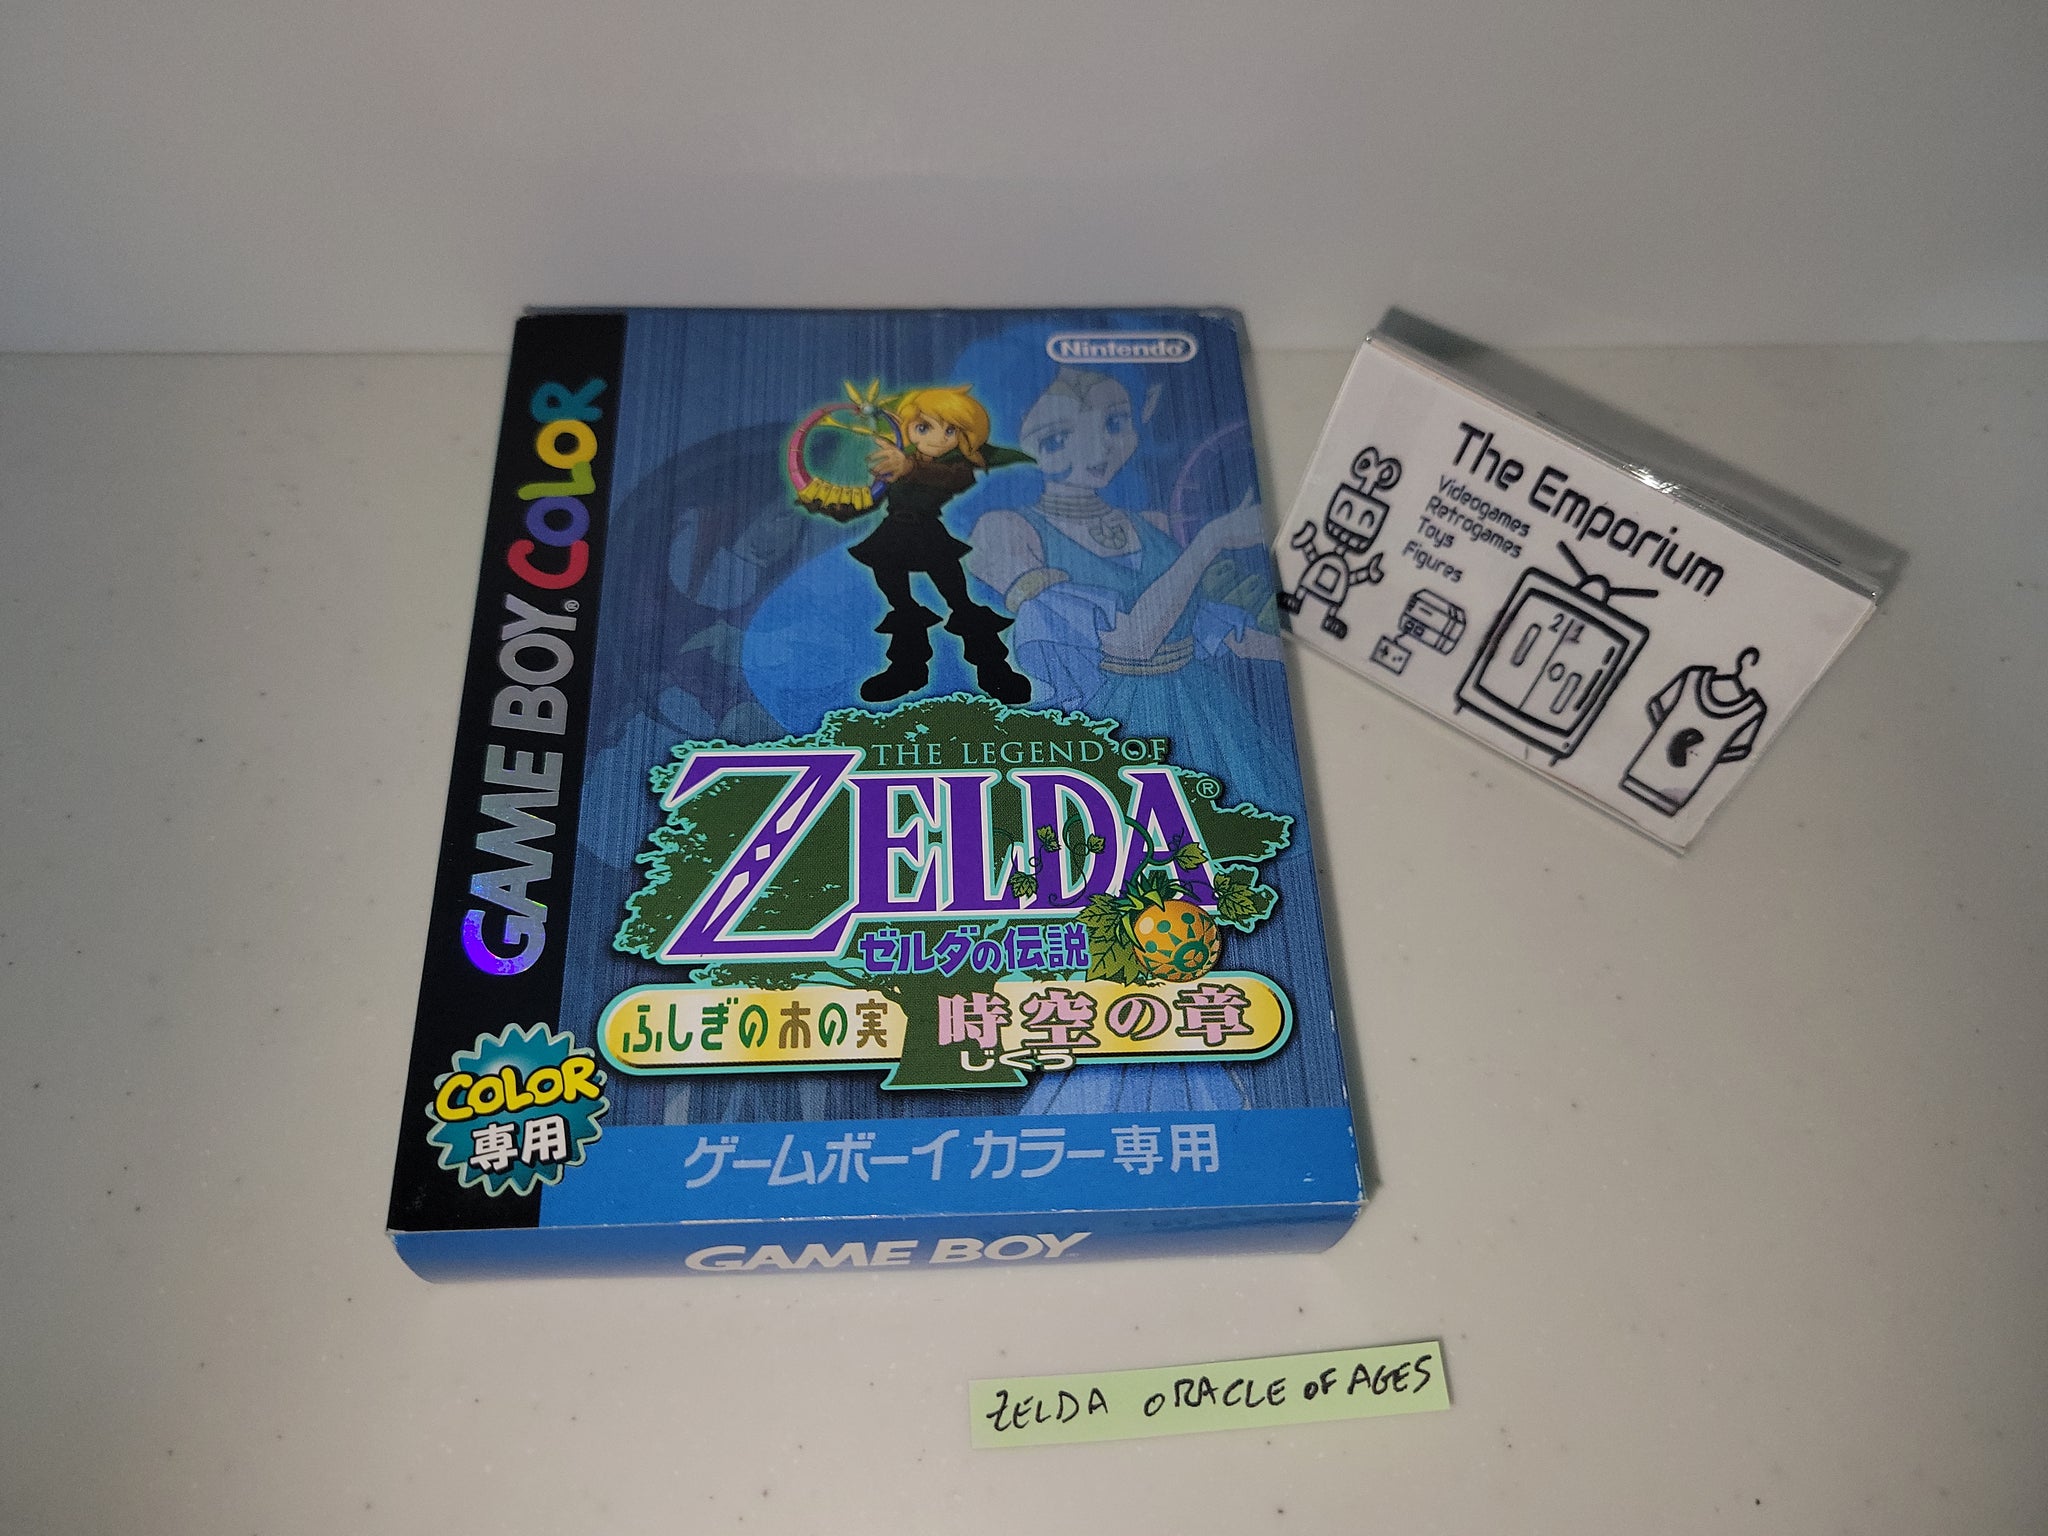 Nintendo
GAME BOY COLOR
®
THE LEGEND OF
ZELDA®
ゼルダの伝説
ふしぎの木の実 時空の章
じくう
COLOR
専用
ゲームボーイカラー専用
GAME BOY
The Emporium
Videogames
Retrogames
Toys
Figures
21
ZELDA ORACLE OF AGES